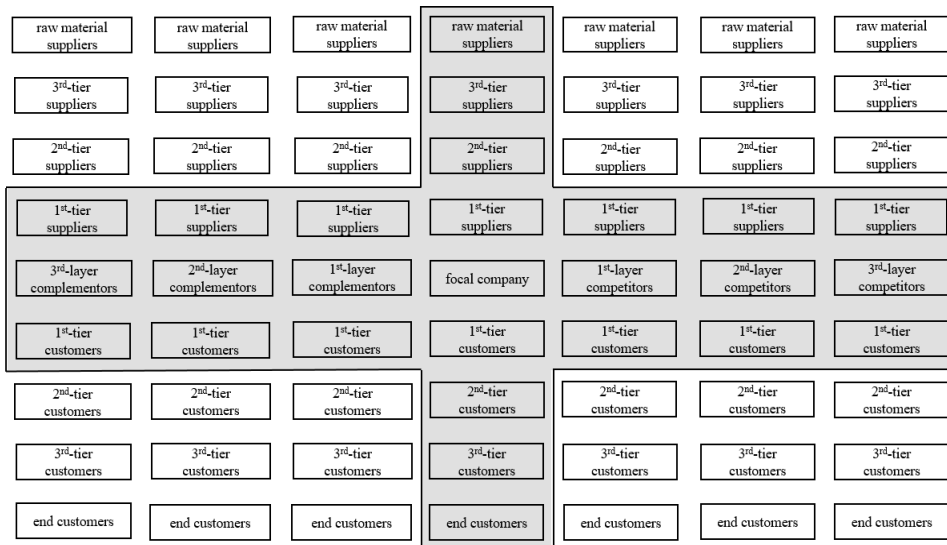 raw material suppliers
raw material suppliers
raw material suppliers
raw material suppliers
raw material suppliers
raw material suppliers
raw material suppliers
3rd-tier suppliers
3rd-tier suppliers
3rd-tier suppliers
3rd-tier suppliers
3rd-tier suppliers
3rd-tier suppliers
3rd-tier suppliers
2nd-tier suppliers
2nd-tier suppliers
2nd-tier suppliers
2nd-tier suppliers
2nd-tier suppliers
2nd-tier suppliers
2nd-tier suppliers
1st-tier suppliers
1st-tier suppliers
1st-tier suppliers
1st-tier suppliers
1st-tier suppliers
1st-tier suppliers
1st-tier suppliers
3rd-layer complementors
2nd-layer complementors
1st-layer complementors
focal company
1st-layer competitors
2nd-layer competitors
3rd-layer competitors
1st-tier customers
1st-tier customers
1st-tier customers
1st-tier customers
1st-tier customers
1st-tier customers
1st-tier customers
2nd-tier customers
2nd-tier customers
2nd-tier customers
2nd-tier customers
2nd-tier customers
2nd-tier customers
2nd-tier customers
3rd-tier customers
3rd-tier customers
3rd-tier customers
3rd-tier customers
3rd-tier customers
3rd-tier customers
3rd-tier customers
end customers
end customers
end customers
end customers
end customers
end customers
end customers